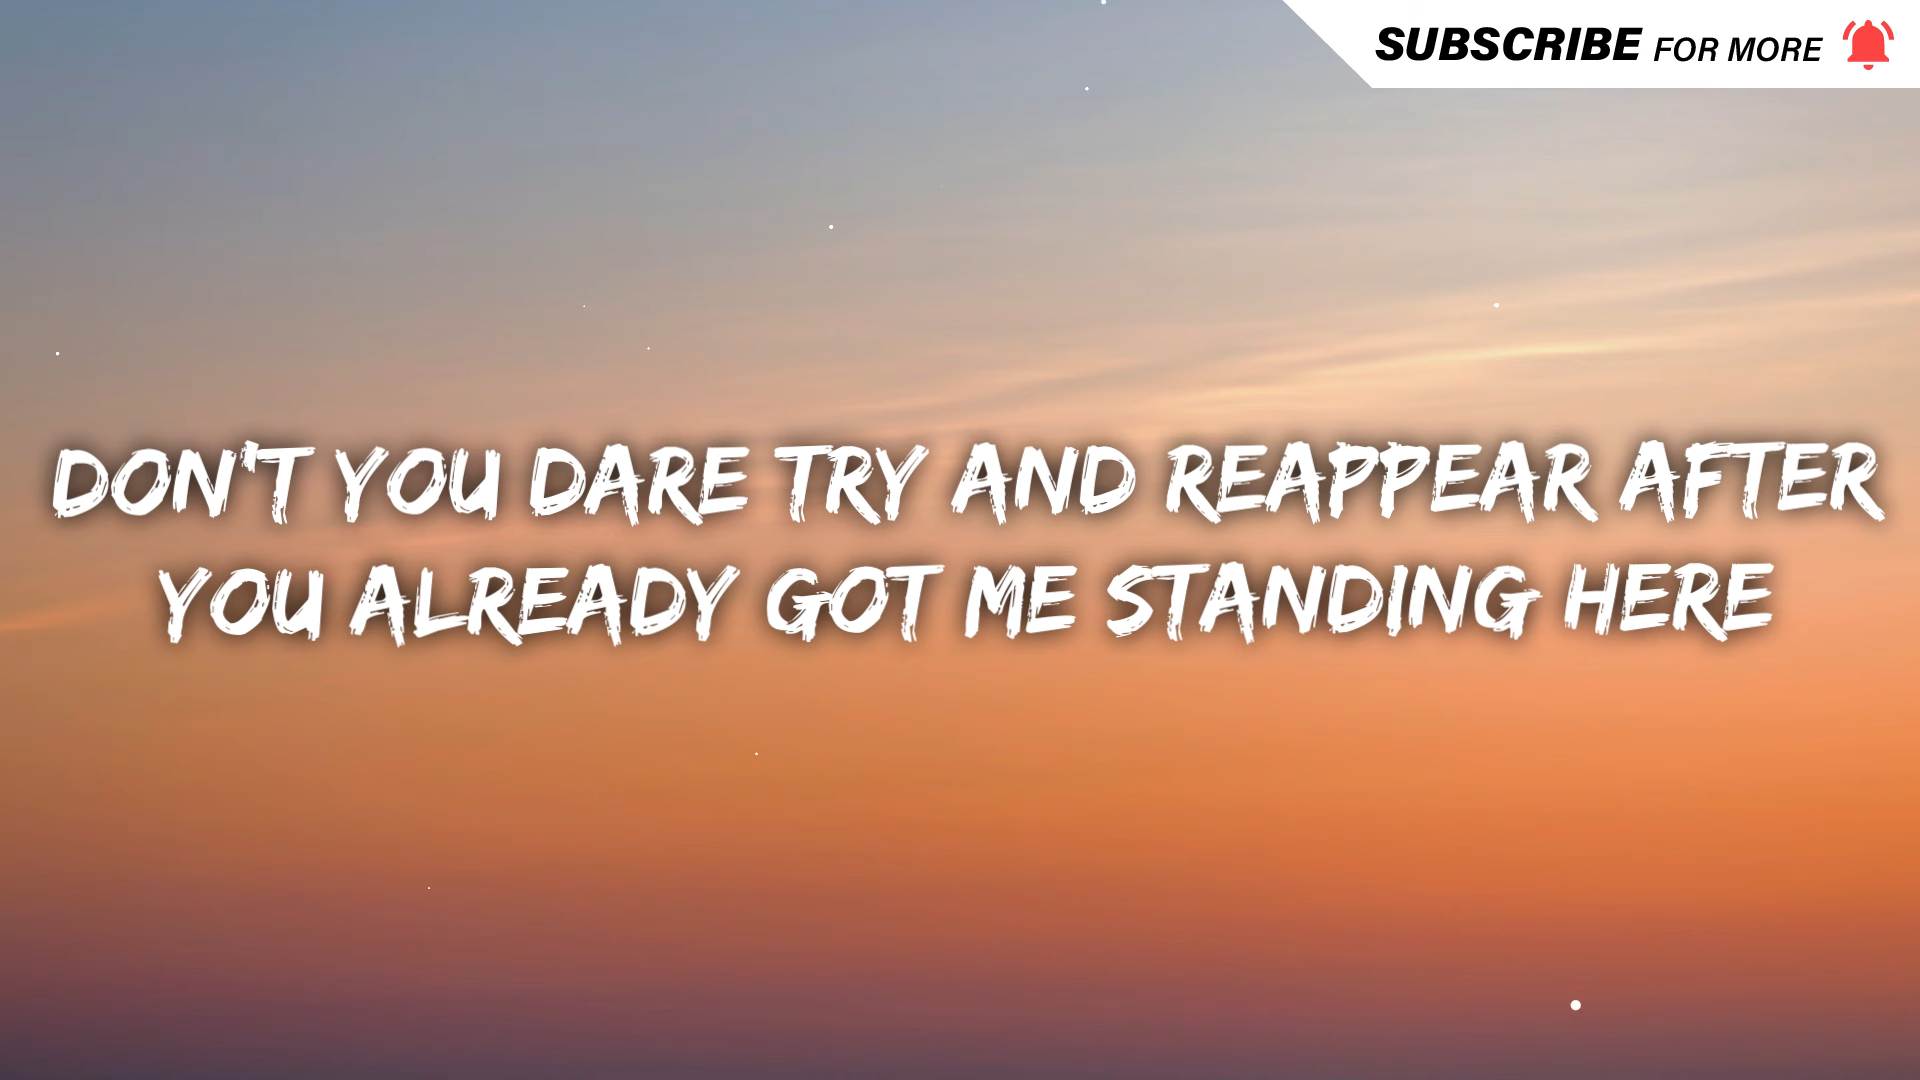 SUBSCRIBE FOR MORE
DON'T YOU DARE TRY AND REAPPEAR AFTER
YOU ALREADY GOT ME STANDING HERE